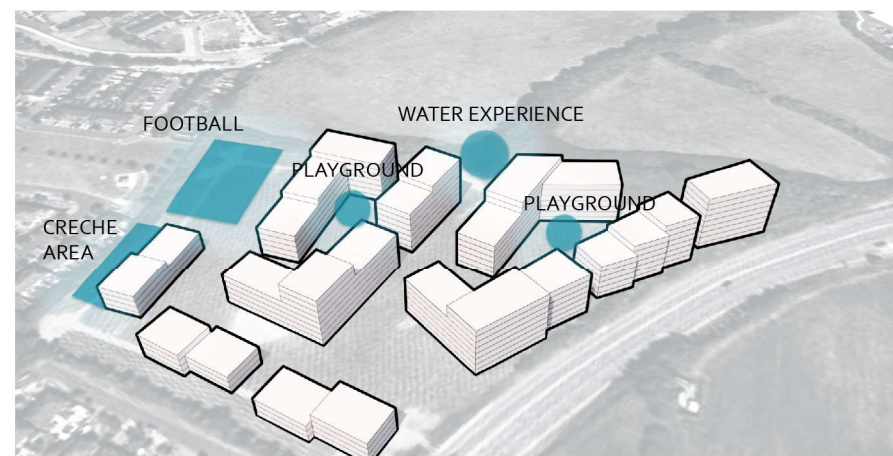 FOOTBALL
WATER EXPERIENCE
PLAYGROUND
PLAYGROUND
CRECHE
AREA